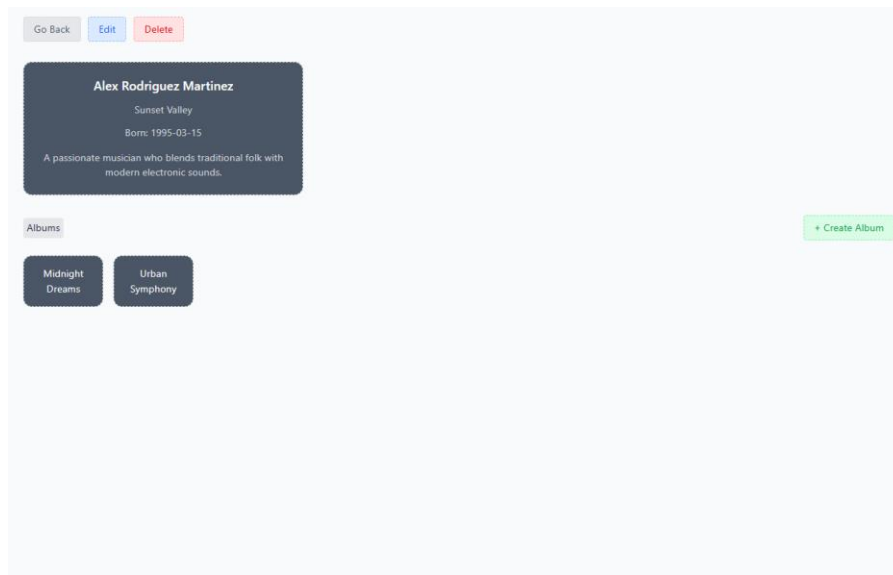 Go Back Edit Delete
Alex Rodriguez Martinez
Sunset Valley
Born: 1995-03-15
A passionate musician who blends traditional folk with
modern electronic sounds.
Albums + Create Album
Midnight
Dreams
Urban
Symphony